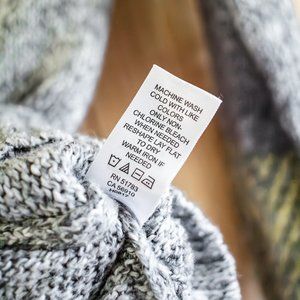 MACHINE WASH
COLD WITH LIKE
COLORS
ONLY NON-
CHLORINE BLEACH
WHEN NEEDED
RESHAPE LAY FLAT
TO DRY
WARM IRON IF
NEEDED
RN 51783
CA 56910